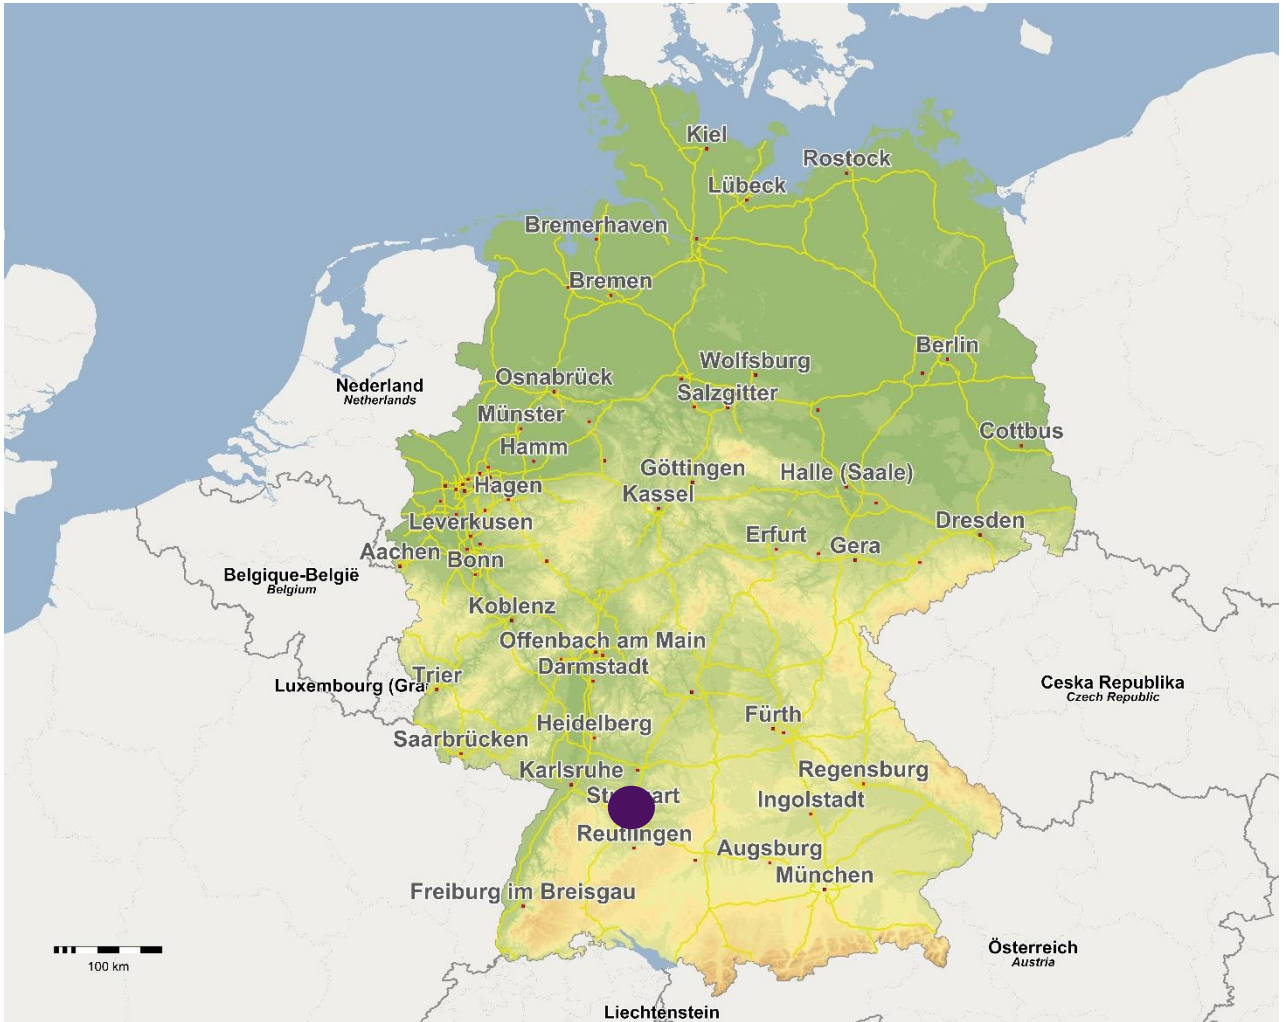 Kiel
Rostock
Lübeck
Bremerhaven
Bremen
Berlin
Wolfsburg
Osnabrück
Nederland
Netherlands
Salzgitter
Münster
Cottbus
Hamm
Göttingen
Halle (Saale)
Hagen
Kassel
Leverkusen
Dresden
Erfurt
Gera
Aachen
Bonn
Belgique-België
Belgium
Koblenz
Offenbach am Main
Darmstadt
Trier
Luxembourg (Gra
Ceska Republika
Czech Republic
Fürth
Heidelberg
Saarbrücken
Karlsruhe
Regensburg
Ingolstadt
Reutlingen
Augsburg
München
Freiburg im Breisgau
Österreich
Austria
100 km
Liechtenstein